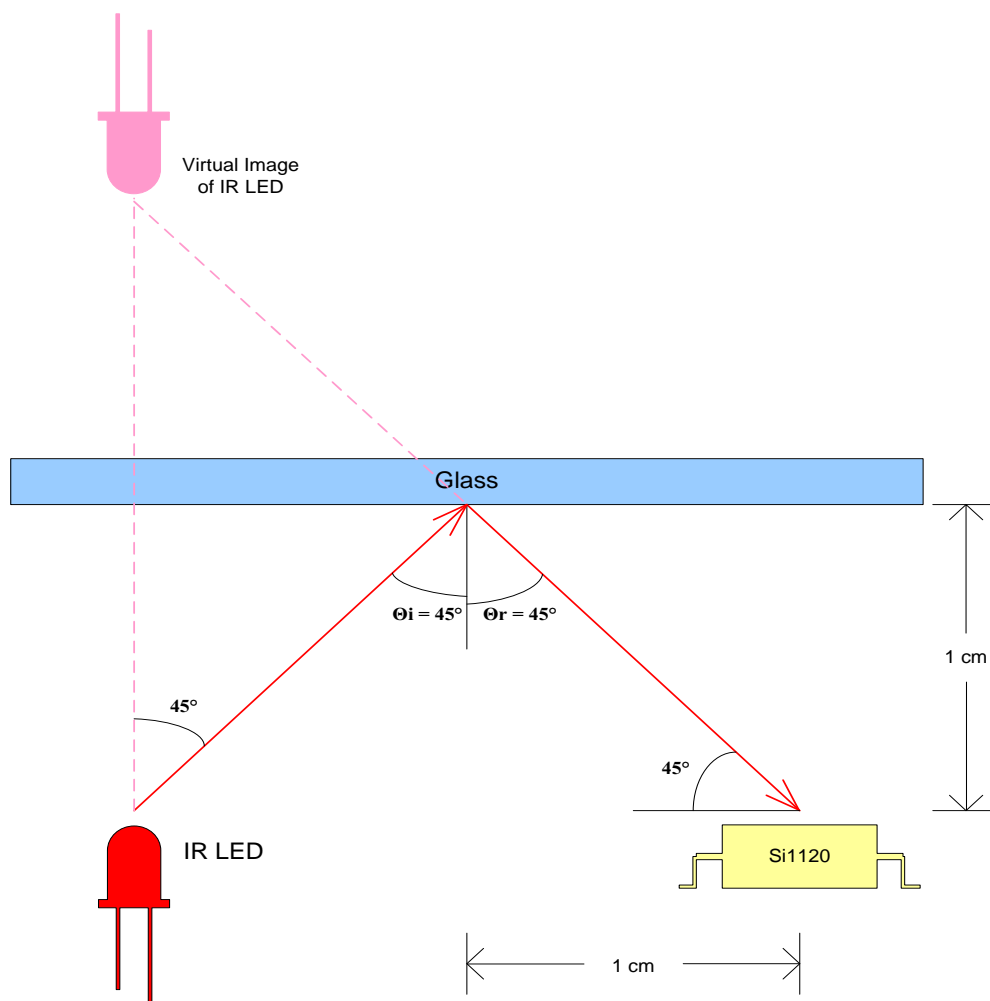 Virtual Image
of IR LED
Glass
Θi = 45°
Θr = 45°
1 cm
45°
45°
IR LED
Si1120
1 cm